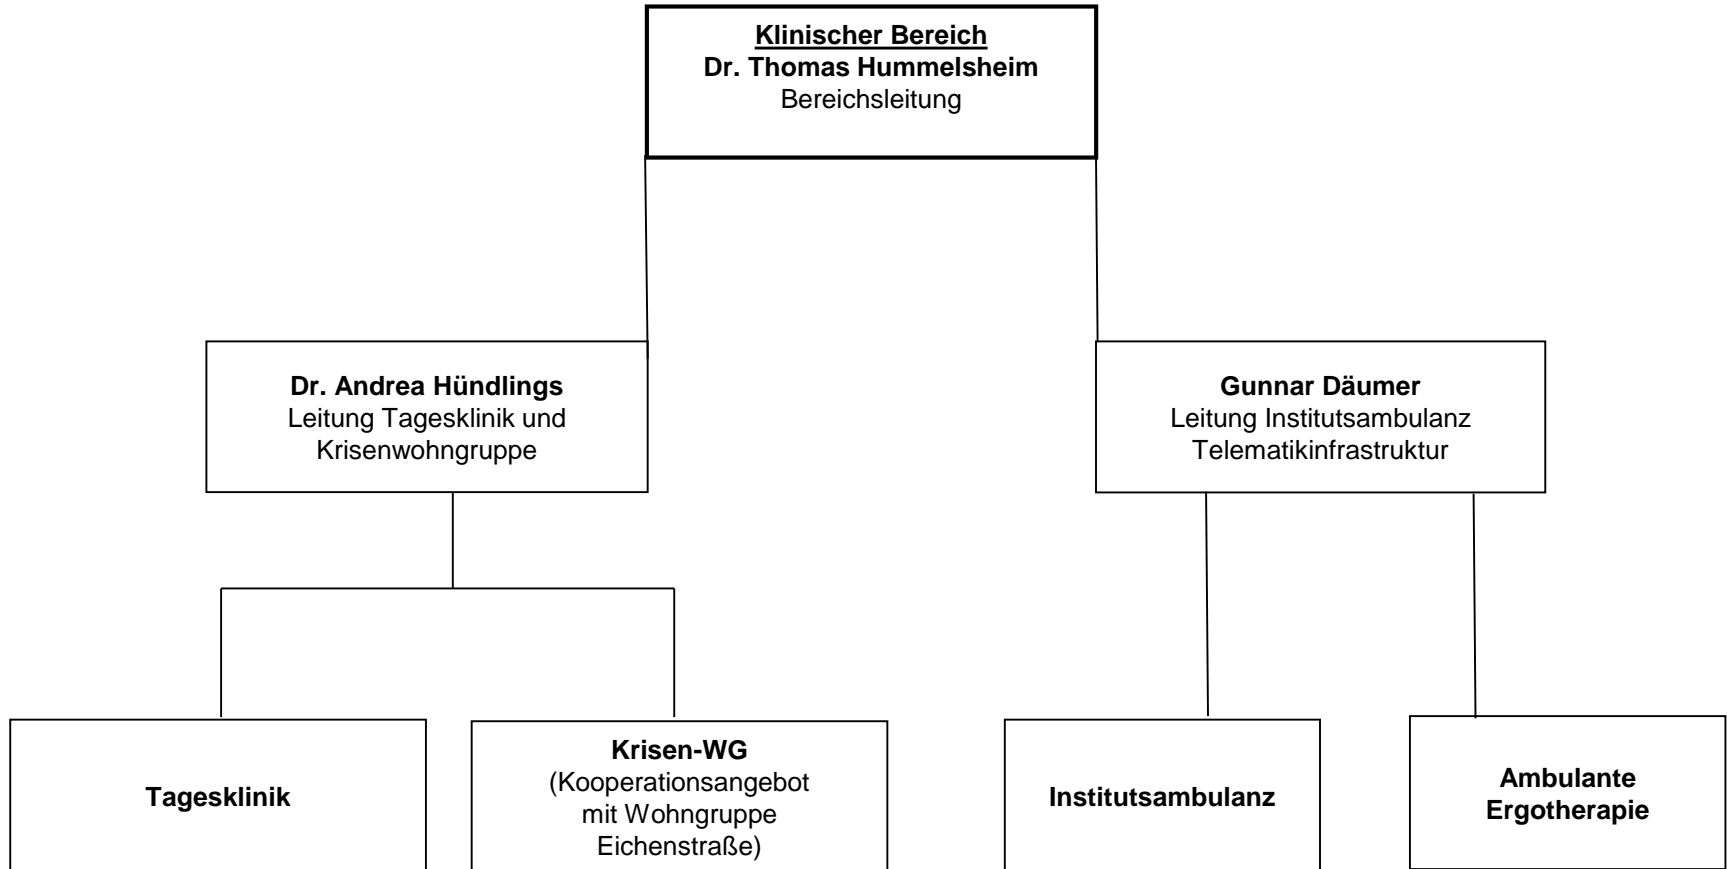 Klinischer Bereich
Dr. Thomas Hummelsheim
Bereichsleitung
Dr. Andrea Hündlings
Leitung Tagesklinik und
Krisenwohngruppe
Gunnar Däumer
Leitung Institutsambulanz
Telematikinfrastruktur
Tagesklinik
Krisen-WG
(Kooperationsangebot
mit Wohngruppe
Eichenstraße)
Institutsambulanz
Ambulante
Ergotherapie